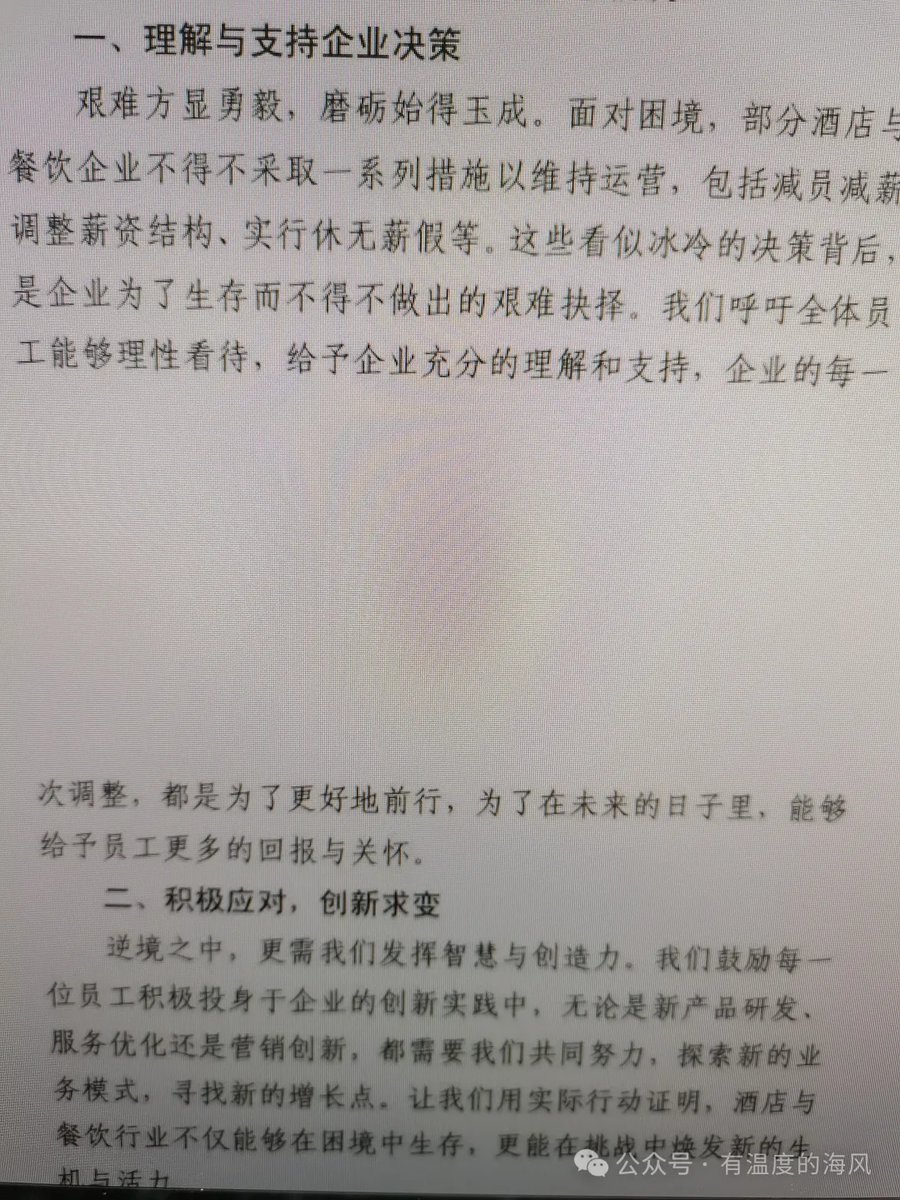 一、理解与支持企业决策
艰难方显勇毅，磨砺始得玉成。面对困境，部分酒店与
餐饮企业不得不采取一系列措施以维持运营，包括减员减薪
调整薪资结构、实行休无薪假等。这些看似冰冷的决策背后，
是企业为了生存而不得不做出的艰难抉择。我们呼吁全体员
工能够理性看待，给予企业充分的理解和支持，企业的每一
次调整，都是为了更好地前行，为了在未来的日子里，能够
给予员工更多的回报与关怀。
二、积极应对，创新求变
逆境之中，更需我们发挥智慧与创造力。我们鼓励每一
位员工积极投身于企业的创新实践中，无论是新产品研发、
服务优化还是营销创新，都需要我们共同努力，探索新的业
务模式，寻找新的增长点。让我们用实际行动证明，酒店与
餐饮行业不仅能够在困境中生存，更能在挑战中焕发新的生
机与活力
公众号·有温度的海风